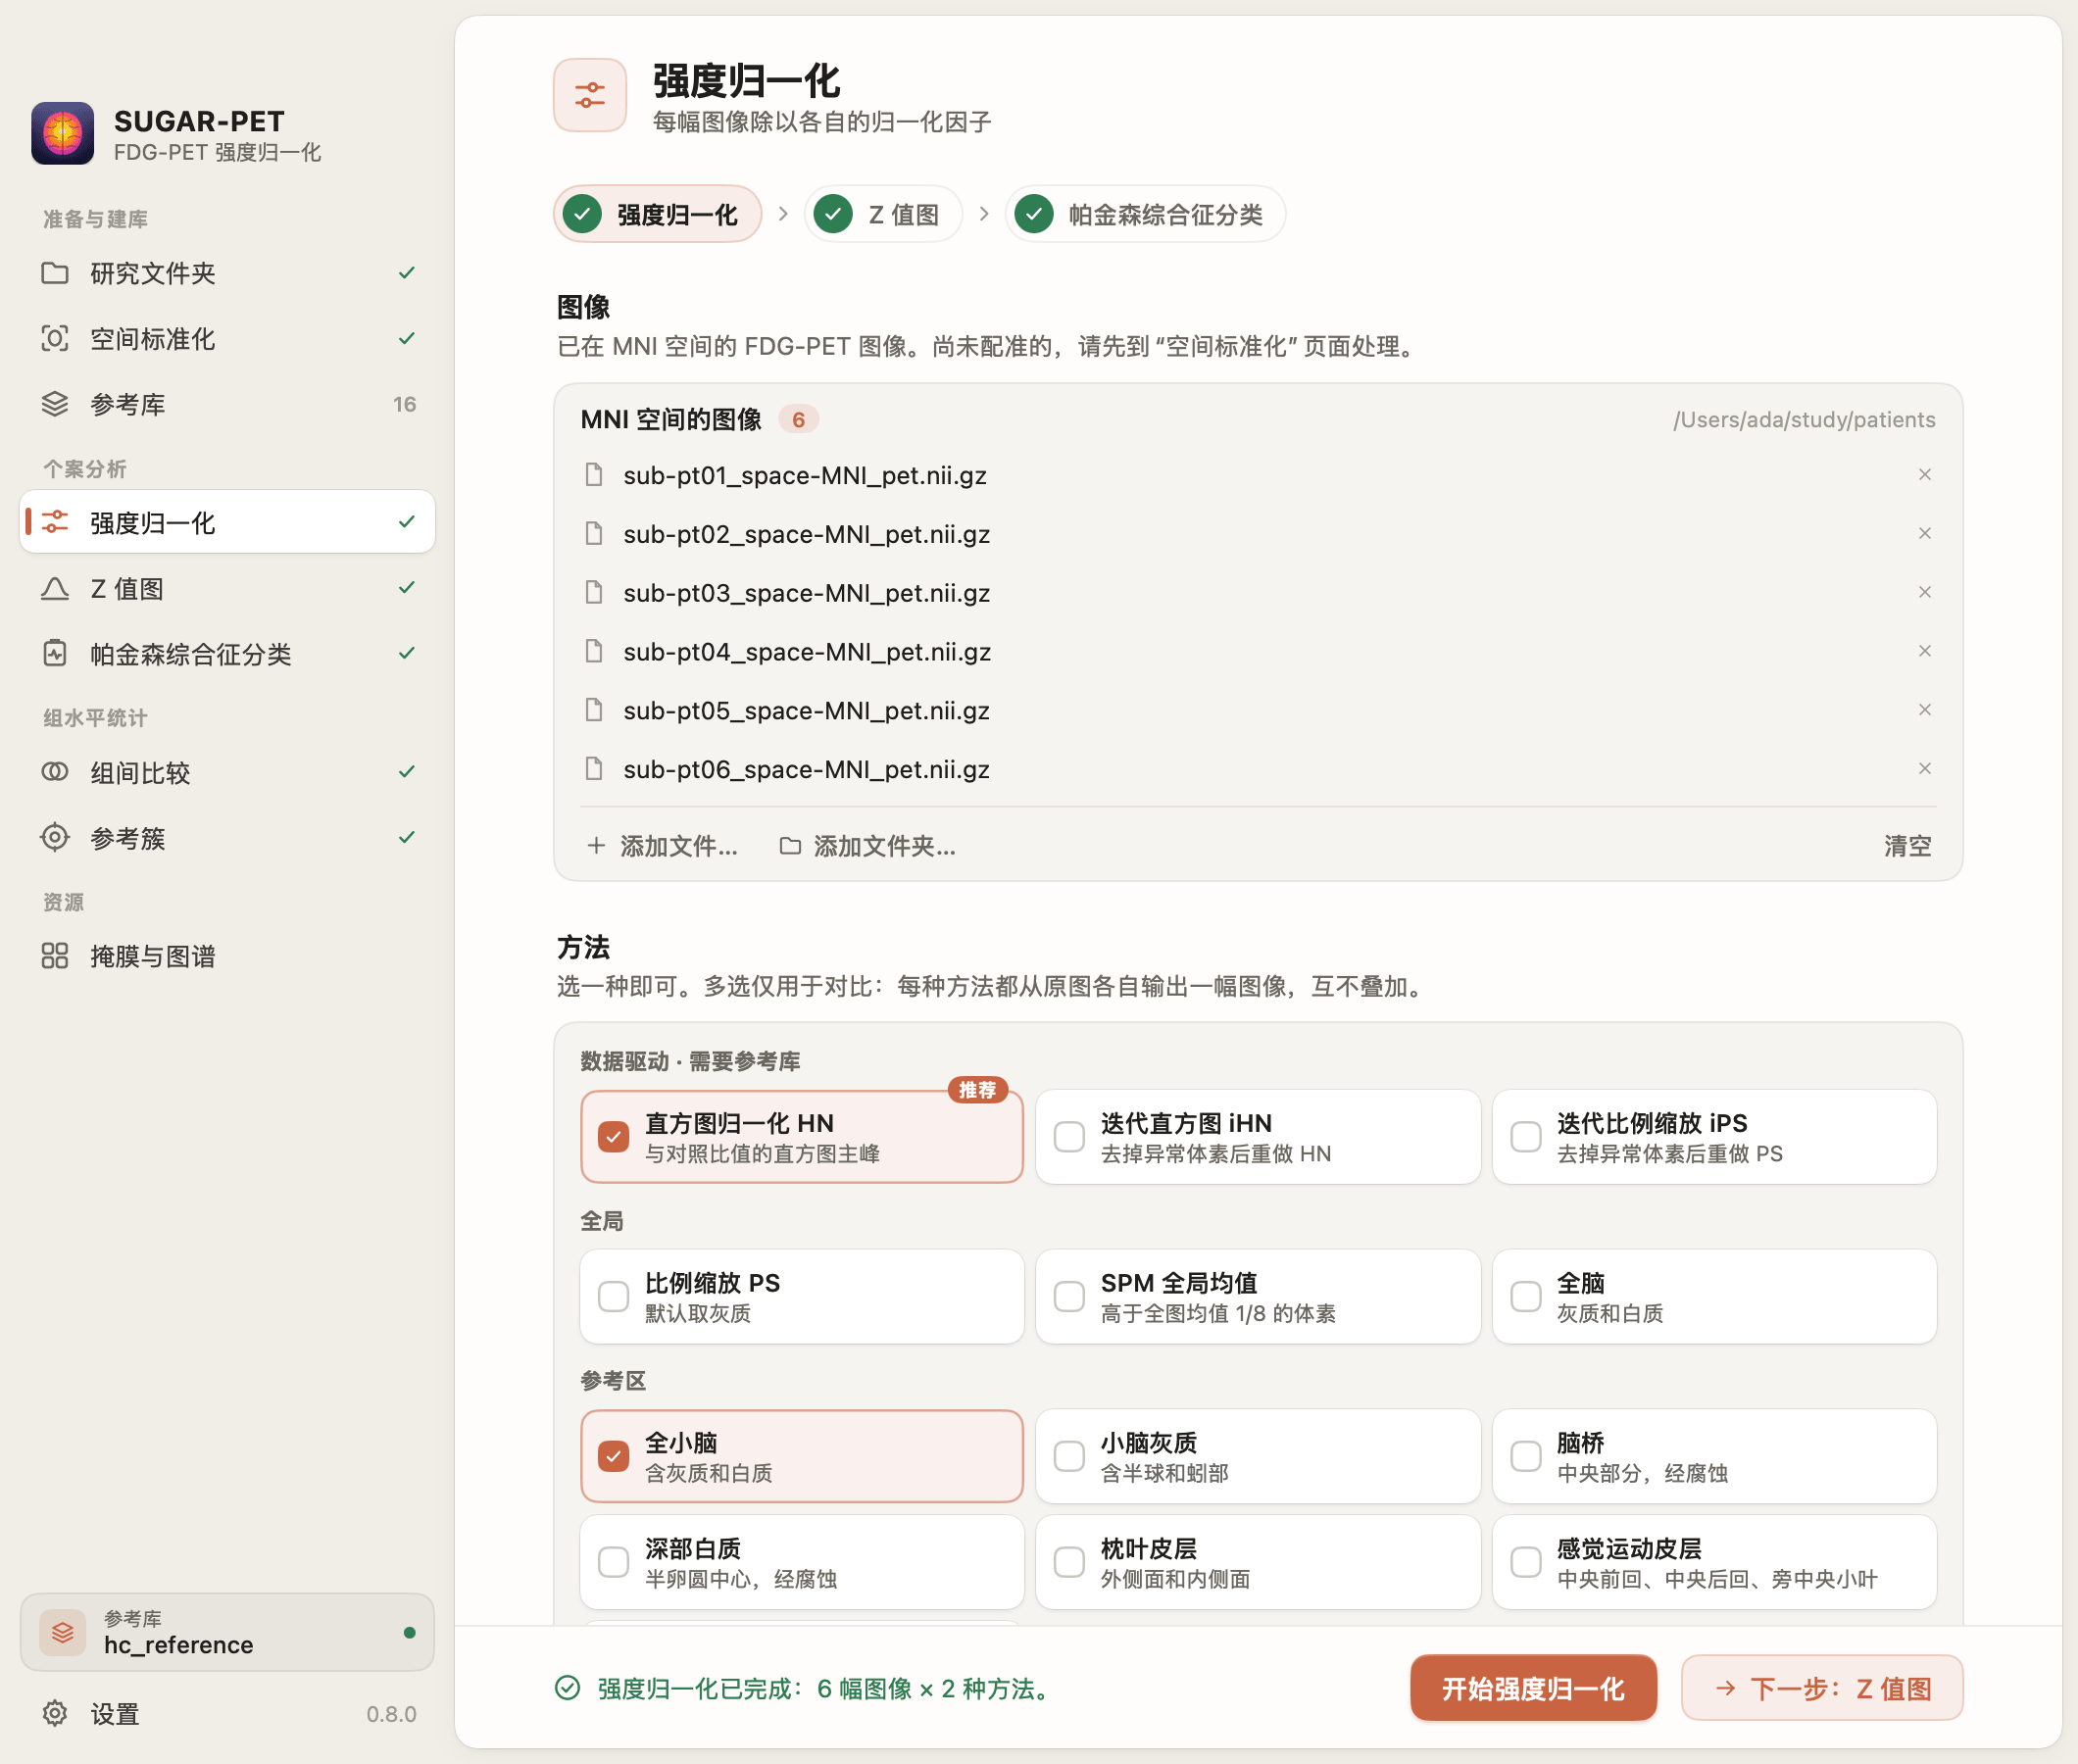 SUGAR-PET
FDG-PET 强度归一化
准备与建库
研究文件夹
空间标准化
参考库 16
个案分析
强度归一化
Z 值图
帕金森综合征分类
组水平统计
组间比较
参考簇
资源
掩膜与图谱
参考库
hc_reference
设置 0.8.0
强度归一化
每幅图像除以各自的归一化因子
强度归一化 Z 值图 帕金森综合征分类
图像
已在 MNI 空间的 FDG-PET 图像。尚未配准的，请先到“空间标准化”页面处理。
MNI 空间的图像 6 /Users/ada/study/patients
sub-pt01_space-MNI_pet.nii.gz
sub-pt02_space-MNI_pet.nii.gz
sub-pt03_space-MNI_pet.nii.gz
sub-pt04_space-MNI_pet.nii.gz
sub-pt05_space-MNI_pet.nii.gz
sub-pt06_space-MNI_pet.nii.gz
添加文件... 添加文件夹... 清空
方法
选一种即可。多选仅用于对比：每种方法都从原图各自输出一幅图像，互不叠加。
数据驱动 · 需要参考库
推荐
直方图归一化 HN
与对照比值的直方图主峰
迭代直方图 iHN
去掉异常体素后重做 HN
迭代比例缩放 iPS
去掉异常体素后重做 PS
全局
比例缩放 PS
默认取灰质
SPM 全局均值
高于全图均值 1/8 的体素
全脑
灰质和白质
参考区
全小脑
含灰质和白质
小脑灰质
含半球和蚓部
脑桥
中央部分，经腐蚀
深部白质
半卵圆中心，经腐蚀
枕叶皮层
外侧面和内侧面
感觉运动皮层
中央前回、中央后回、旁中央小叶
强度归一化已完成：6 幅图像 × 2 种方法。
开始强度归一化
→ 下一步：Z 值图